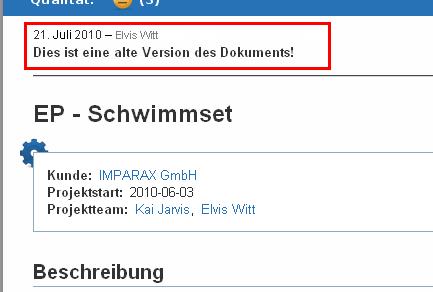 Qualität: (3)
21. Juli 2010 – Elvis Witt
Dies ist eine alte Version des Dokuments!
EP - Schwimmset
Kunde: IMPARAX GmbH
Projektstart: 2010-06-03
Projektteam: Kai Jarvis, Elvis Witt
Beschreibung